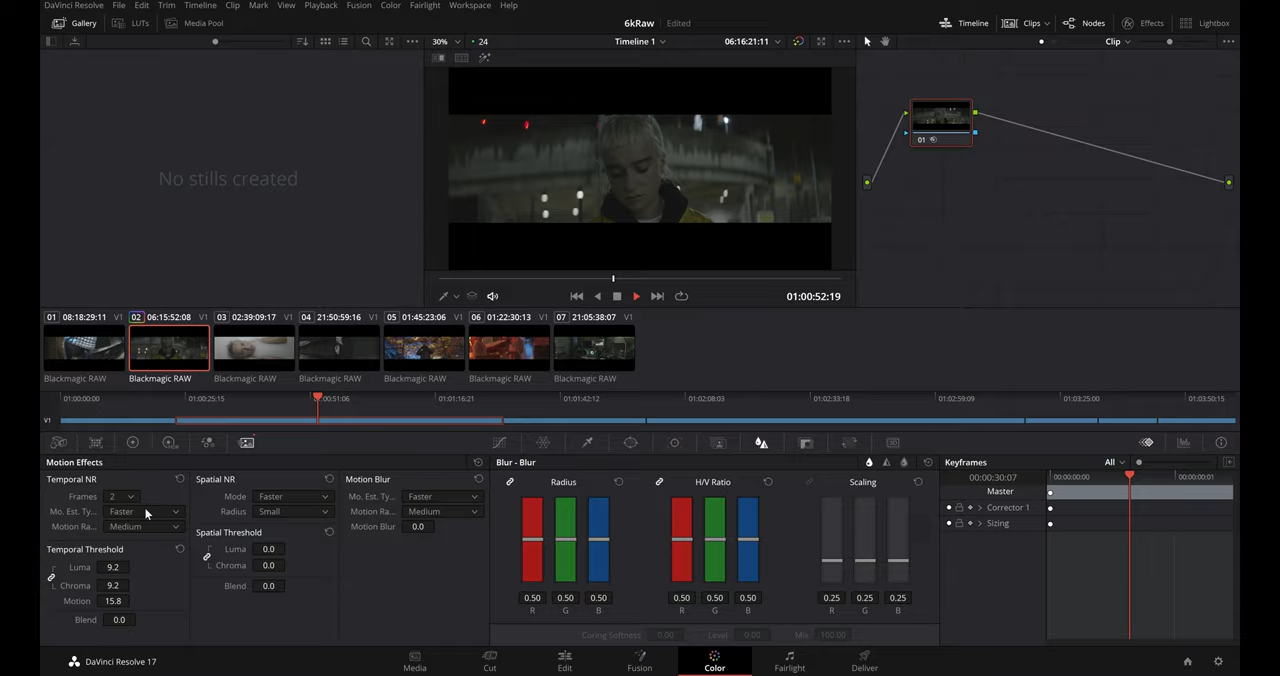 DaVinci Resolve File Edit Trim Timeline Clip Mark View Playback Fusion Color Fairlight Workspace Help
Gallery LUTs Media Pool 6kRaw Edited Timeline Clips Nodes Effects Lightbox
30% 24 Timeline 1 06:16:21:11 Clip
No stills created
01
01:00:52:19
01 08:18:29:11 V1 02 06:15:52:08 V1 03 02:39:09:17 V1 04 21:50:59:16 V1 05 01:45:23:06 V1 06 01:22:30:13 V1 07 21:05:38:07 V1
Blackmagic RAW Blackmagic RAW Blackmagic RAW Blackmagic RAW Blackmagic RAW Blackmagic RAW Blackmagic RAW
01:00:00:00 01:00:25:15 01:00:51:06 01:01:16:21 01:01:42:12 01:02:08:03 01:02:33:18 01:02:59:09 01:03:25:00 01:03:50:15
V1
Motion Effects
Temporal NR
Frames 2
Mo. Est. Ty... Faster
Motion Ra... Medium
Temporal Threshold
Luma 9.2
Chroma 9.2
Motion 15.8
Blend 0.0
Spatial NR
Mode Faster
Radius Small
Spatial Threshold
Luma 0.0
Chroma 0.0
Blend 0.0
Motion Blur
Mo. Est. Ty... Faster
Motion Ra... Medium
Motion Blur 0.0
Blur - Blur
Radius H/V Ratio Scaling
0.50 0.50 0.50 0.50 0.50 0.50 0.25 0.25 0.25
R G B R G B R G B
Coring Softness 0.00 Level 0.00 Mix 100.00
Keyframes All
00:00:30:07 00:00:00:00 00:00:00:01
Master
Corrector 1
Sizing
DaVinci Resolve 17 Media Cut Edit Fusion Color Fairlight Deliver